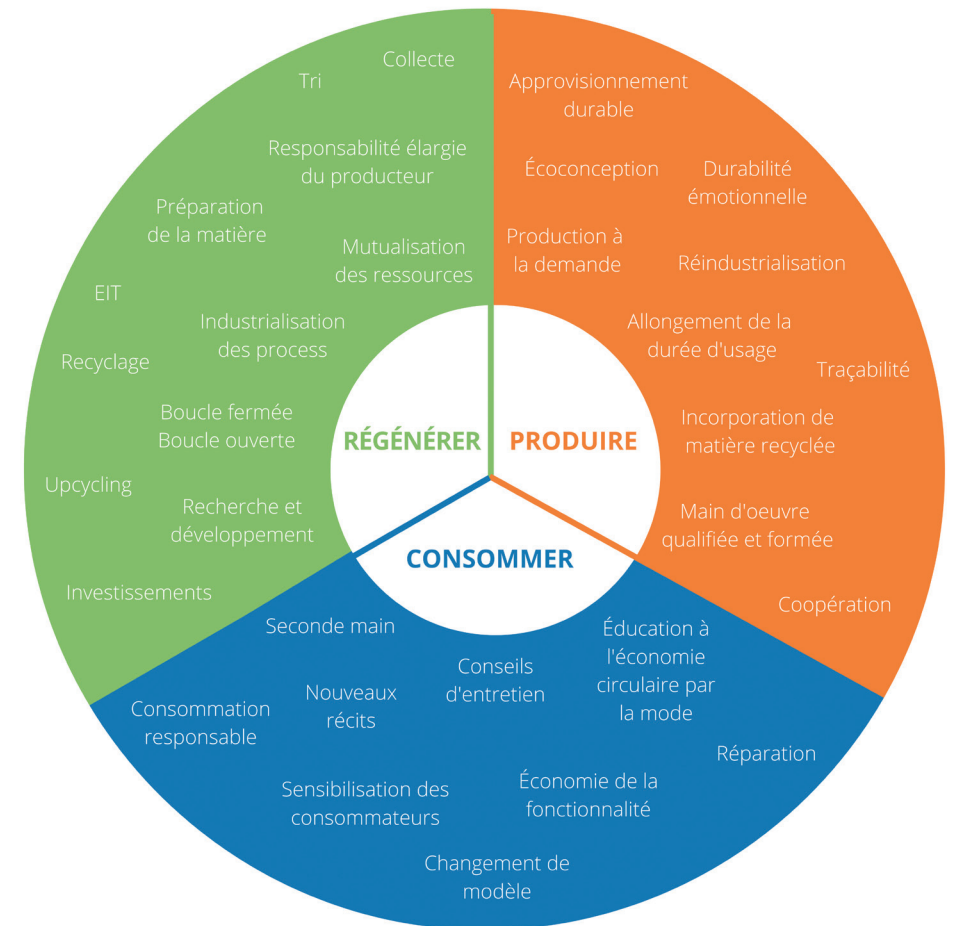 Collecte
Tri
Responsabilité élargie
du producteur
Préparation
de la matière
Mutualisation
des ressources
EIT
Industrialisation
des process
Recyclage
Boucle fermée
Boucle ouverte
Upcycling
Recherche et
développement
Investissements
RÉGÉNÉRER
Approvisionnement
durable
Écoconception
Durabilité
émotionnelle
Production à
la demande
Réindustrialisation
Allongement de la
durée d'usage
Traçabilité
Incorporation de
matière recyclée
Main d'oeuvre
qualifiée et formée
Coopération
PRODUIRE
CONSOMMER
Seconde main
Éducation à
l'économie
circulaire par
la mode
Conseils
d'entretien
Nouveaux
récits
Consommation
responsable
Réparation
Sensibilisation des
consommateurs
Économie de la
fonctionnalité
Changement de
modèle